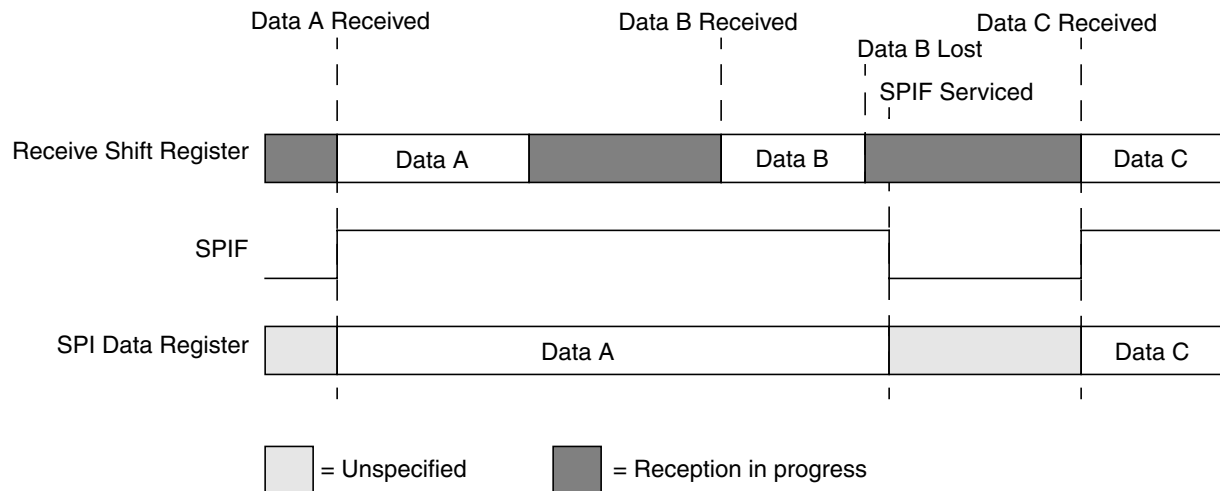 Data A Received
Data B Received
Data C Received
Data B Lost
SPIF Serviced
Receive Shift Register
Data A
Data B
Data C
SPIF
SPI Data Register
Data A
Data C
= Unspecified
= Reception in progress